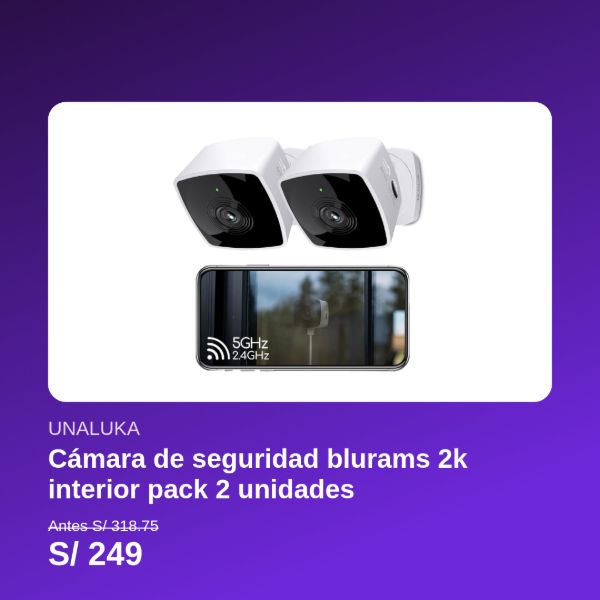 5GHz
2,4GHz
UNALUKA
Cámara de seguridad blurams 2k
interior pack 2 unidades
Antes S/ 318.75
S/ 249